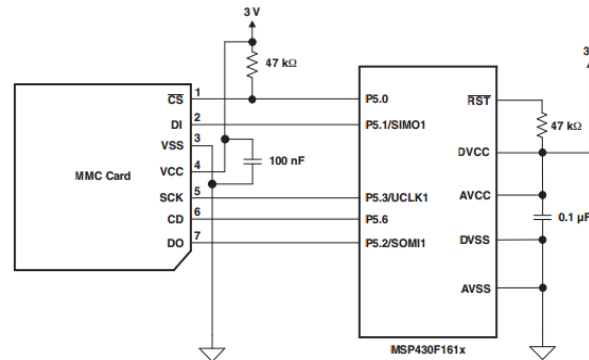 3 V
3
47 kΩ
1
C̅S̅
P5.0
R̅S̅T̅
2
DI
P5.1/SIMO1
47 kΩ
3
VSS
DVCC
100 nF
MMC Card
4
VCC
AVCC
5
SCK
P5.3/UCLK1
0.1 µF
6
CD
P5.6
DVSS
7
DO
P5.2/SOMI1
AVSS
MSP430F161x